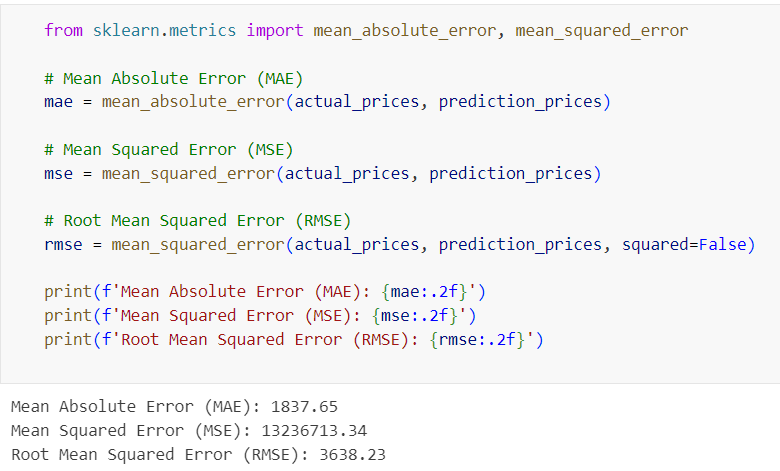 from sklearn.metrics import mean_absolute_error, mean_squared_error
# Mean Absolute Error (MAE)
mae = mean_absolute_error(actual_prices, prediction_prices)
# Mean Squared Error (MSE)
mse = mean_squared_error(actual_prices, prediction_prices)
# Root Mean Squared Error (RMSE)
rmse = mean_squared_error(actual_prices, prediction_prices, squared=False)
print(f'Mean Absolute Error (MAE): {mae:.2f}')
print(f'Mean Squared Error (MSE): {mse:.2f}')
print(f'Root Mean Squared Error (RMSE): {rmse:.2f}')
Mean Absolute Error (MAE): 1837.65
Mean Squared Error (MSE): 13236713.34
Root Mean Squared Error (RMSE): 3638.23